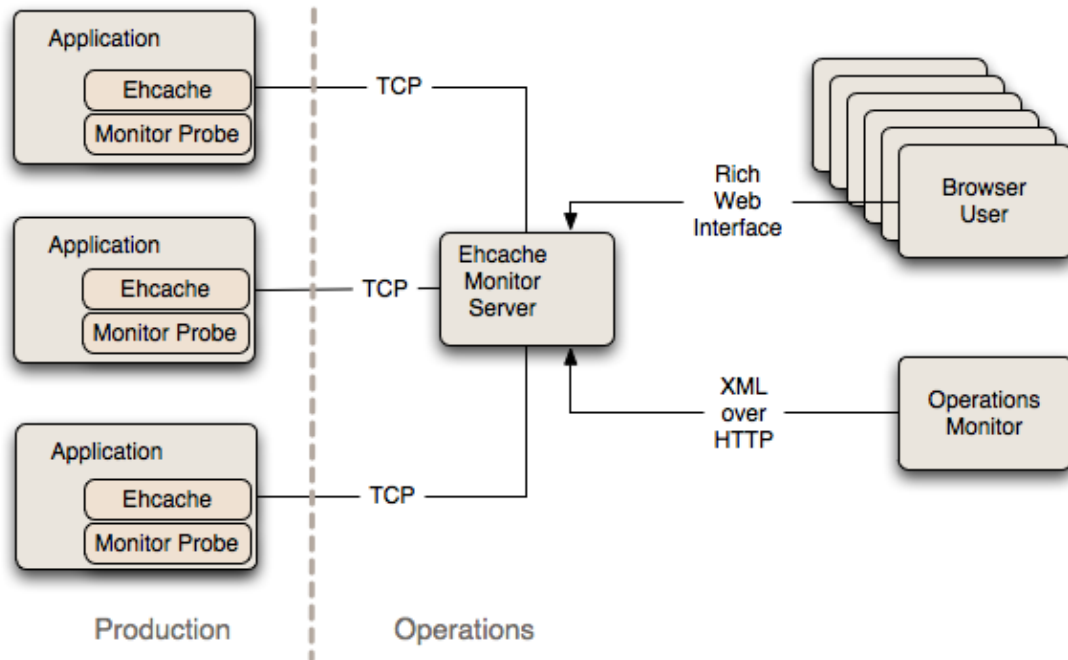 Application
Ehcache
Monitor Probe
TCP
Application
Ehcache
Monitor Probe
TCP
Application
Ehcache
Monitor Probe
TCP
Ehcache
Monitor
Server
Rich
Web
Interface
Browser
User
XML
over
HTTP
Operations
Monitor
Production
Operations